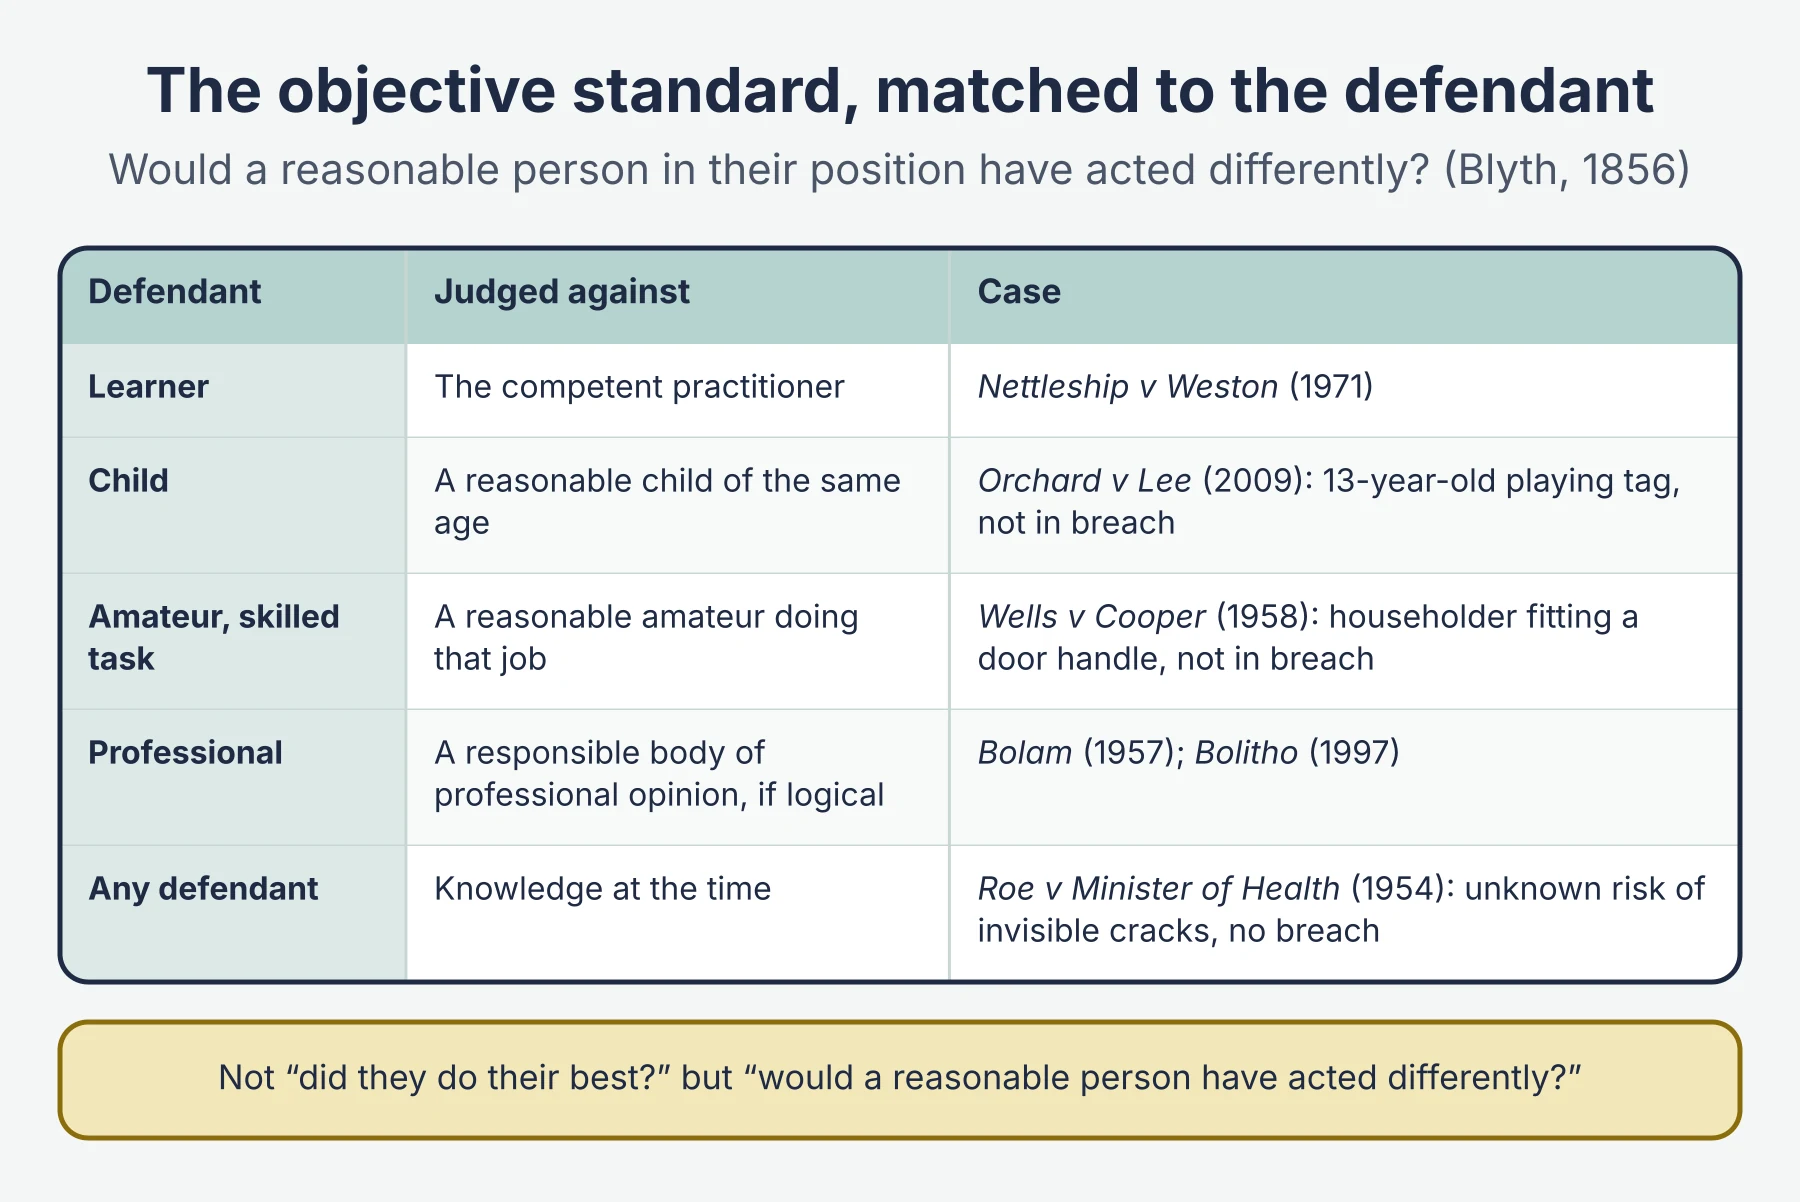 The objective standard, matched to the defendant
Would a reasonable person in their position have acted differently? (Blyth, 1856)
Defendant
Judged against
Case
Learner
The competent practitioner
Nettleship v Weston (1971)
Child
A reasonable child of the same
age
Orchard v Lee (2009): 13-year-old playing tag,
not in breach
Amateur, skilled
task
A reasonable amateur doing
that job
Wells v Cooper (1958): householder fitting a
door handle, not in breach
Professional
A responsible body of
professional opinion, if logical
Bolam (1957); Bolitho (1997)
Any defendant
Knowledge at the time
Roe v Minister of Health (1954): unknown risk of
invisible cracks, no breach
Not “did they do their best?” but “would a reasonable person have acted differently?”